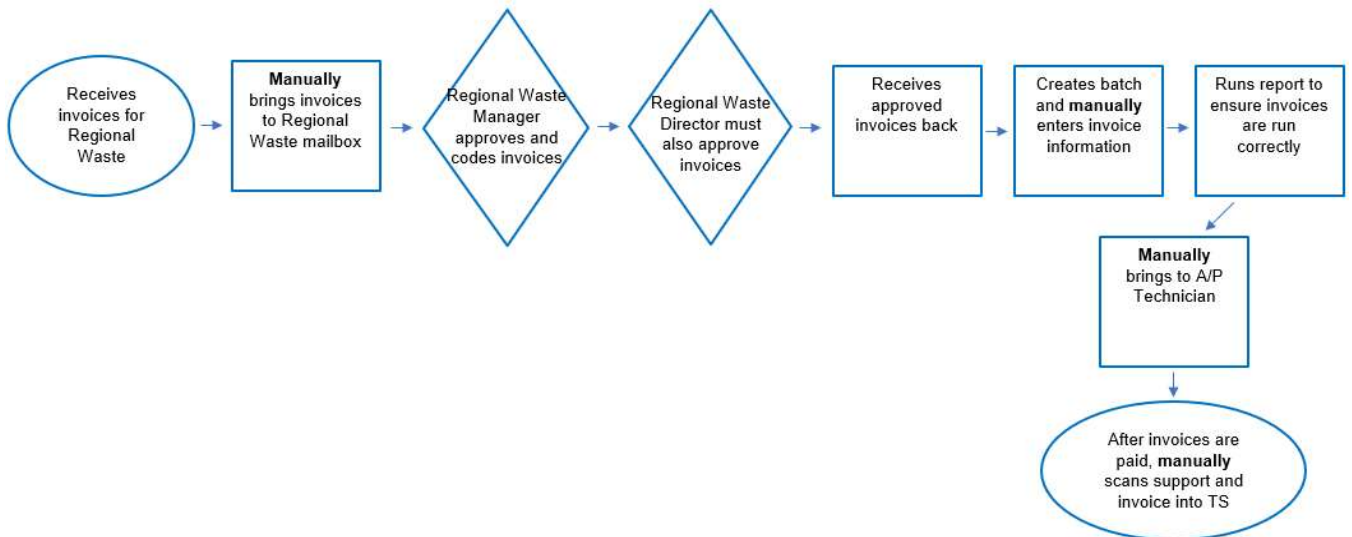 Receives
invoices for
Regional
Waste
Manually
brings invoices
to Regional
Waste mailbox
Regional Waste
Manager
approves and
codes invoices
Regional Waste
Director must
also approve
invoices
Receives
approved
invoices back
Creates batch
and manually
enters invoice
information
Runs report to
ensure invoices
are run
correctly
Manually
brings to A/P
Technician
After invoices are
paid, manually
scans support and
invoice into TS